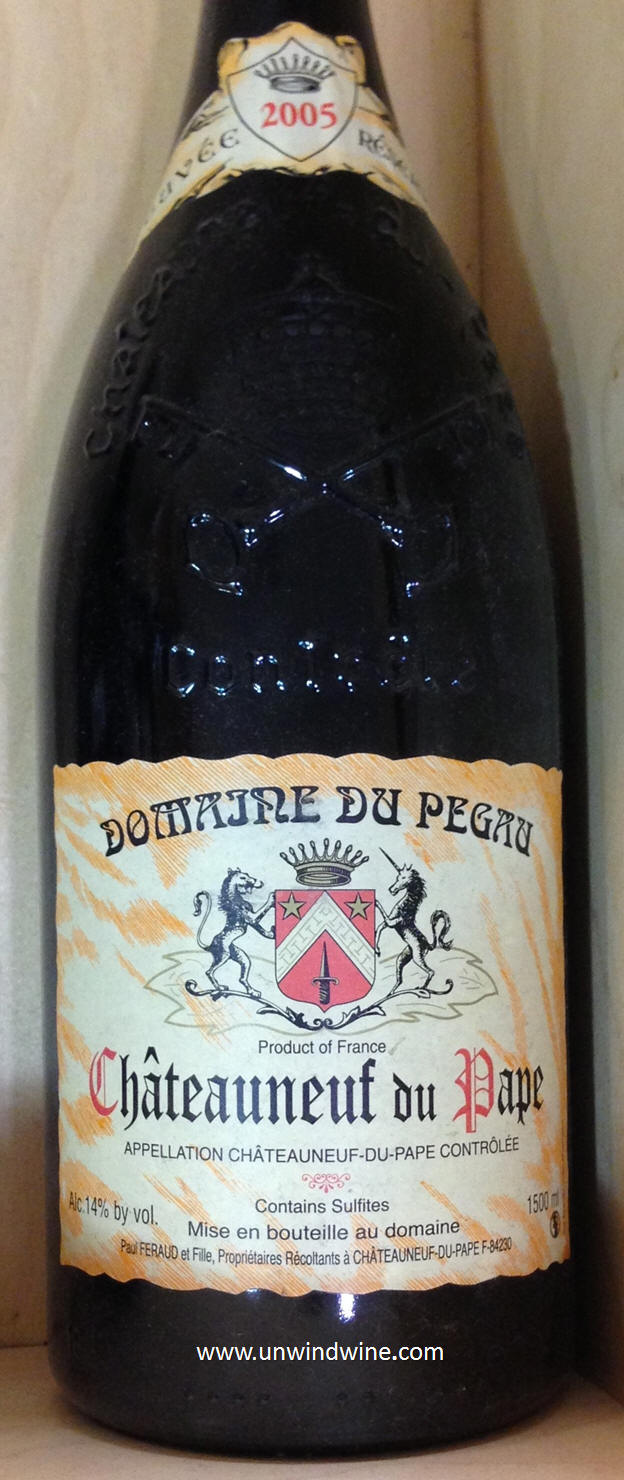 2005
CUVÉE
DOMAINE DU PEGAU
Product of France
Châteauneuf du Pape
APPELLATION CHÂTEAUNEUF-DU-PAPE CONTRÔLÉE
Alc.14% by vol.
Contains Sulfites
1500 ml
Mise en bouteille au domaine
Paul FERAUD et Fille, Propriétaires Récoltants à CHÂTEAUNEUF-DU-PAPE F-84230
www.unwindwine.com